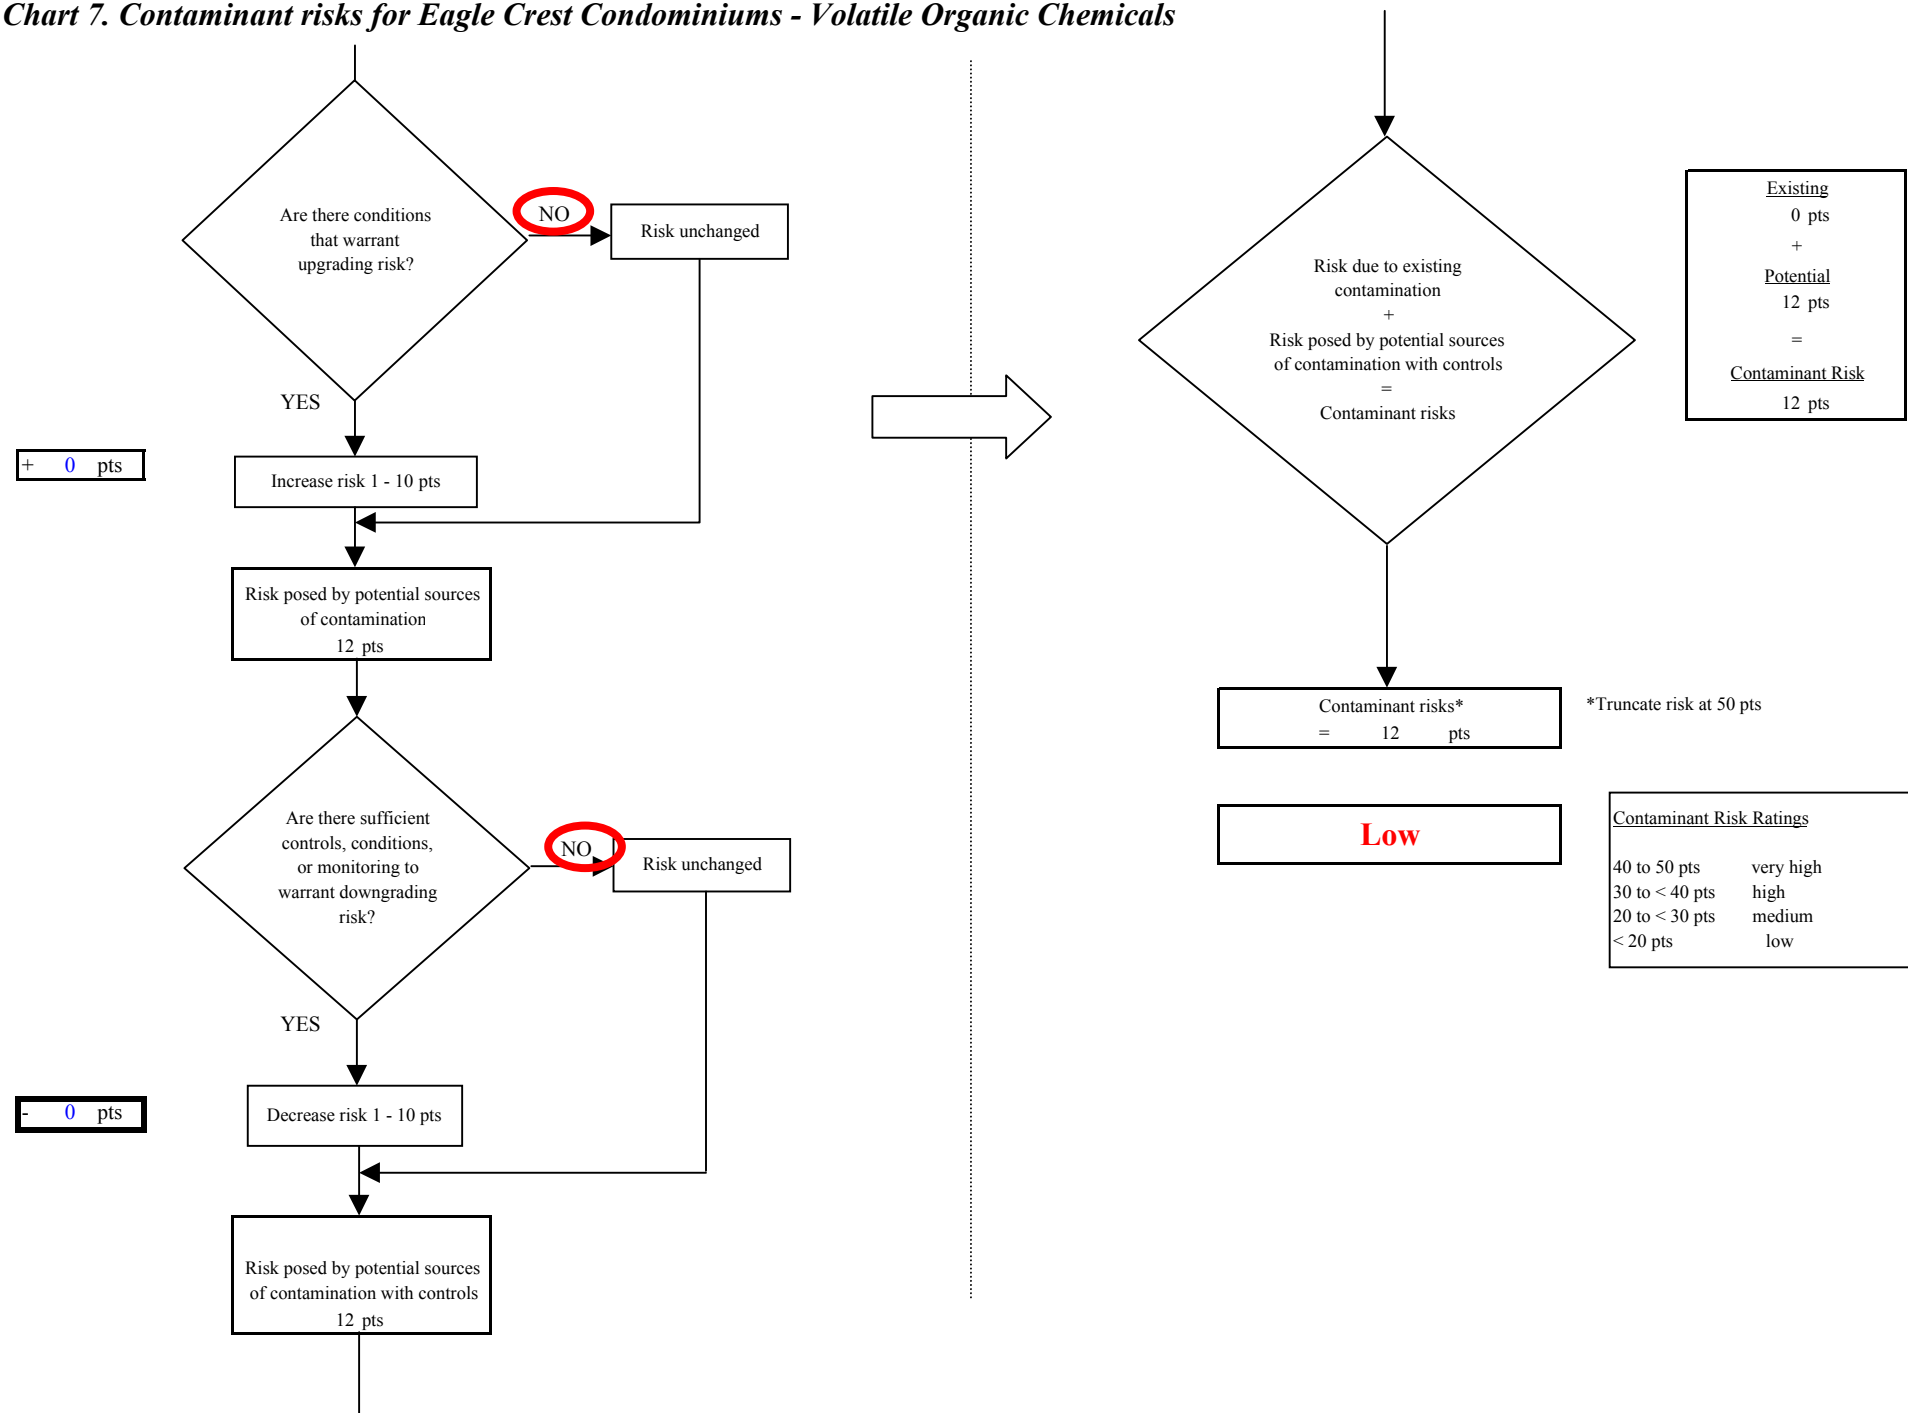 Chart 7. Contaminant risks for Eagle Crest Condominiums - Volatile Organic Chemicals
Are there conditions
that warrant
upgrading risk?
NO
Risk unchanged
YES
+ 0 pts
Increase risk 1 - 10 pts
Risk posed by potential sources
of contamination
12 pts
Are there sufficient
controls, conditions,
or monitoring to
warrant downgrading
risk?
NO
Risk unchanged
YES
- 0 pts
Decrease risk 1 - 10 pts
Risk posed by potential sources
of contamination with controls
12 pts
Risk due to existing
contamination
+
Risk posed by potential sources
of contamination with controls
=
Contaminant risks
Existing
0 pts
+
Potential
12 pts
=
Contaminant Risk
12 pts
Contaminant risks*
= 12 pts
*Truncate risk at 50 pts
Low
Contaminant Risk Ratings
40 to 50 pts very high
30 to < 40 pts high
20 to < 30 pts medium
< 20 pts low